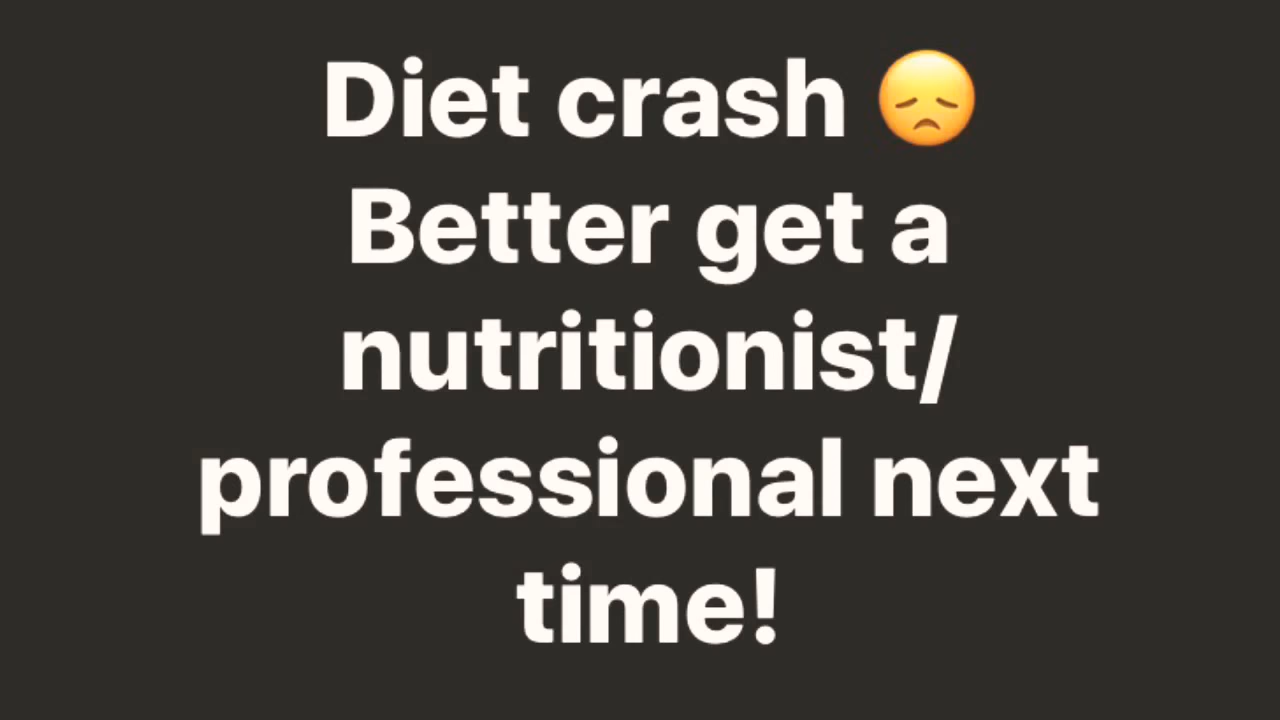 Diet crash 😞
Better get a
nutritionist/
professional next
time!